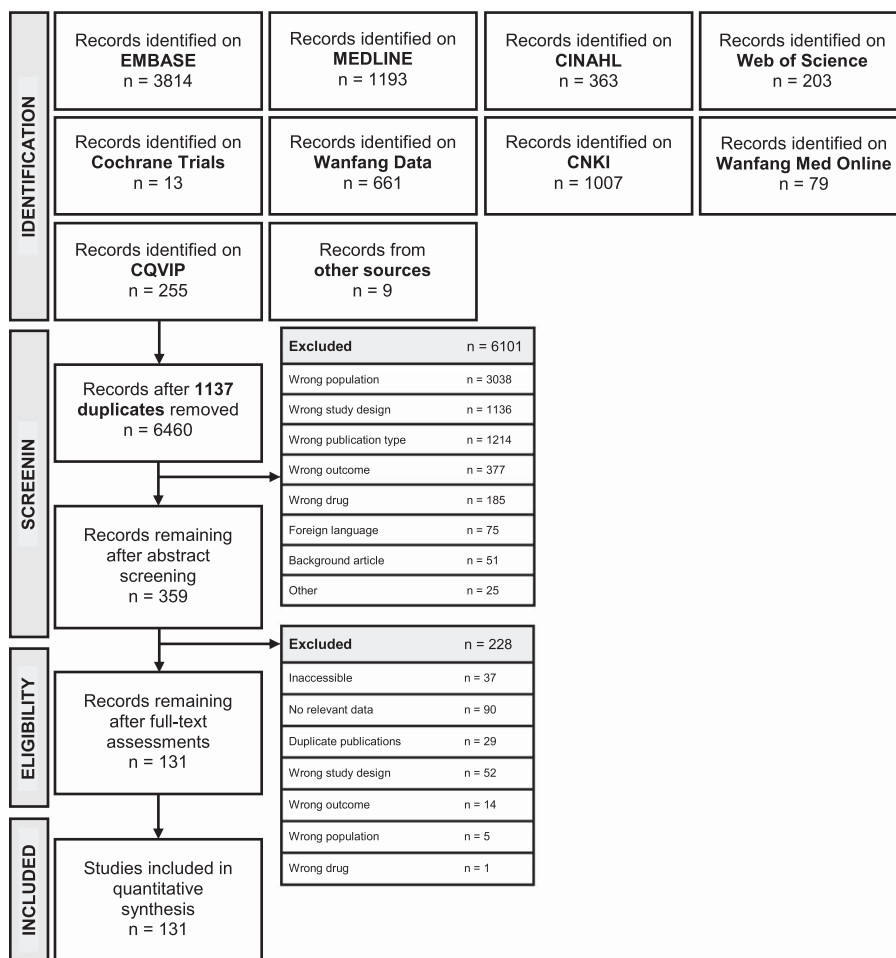 IDENTIFICATION
Records identified on
EMBASE
n = 3814
Records identified on
MEDLINE
n = 1193
Records identified on
CINAHL
n = 363
Records identified on
Web of Science
n = 203
Records identified on
Cochrane Trials
n = 13
Records identified on
Wanfang Data
n = 661
Records identified on
CNKI
n = 1007
Records identified on
Wanfang Med Online
n = 79
Records identified on
CQVIP
n = 255
Records from
other sources
n = 9
SCREENIN
Records after 1137
duplicates removed
n = 6460
Excluded n = 6101
Wrong population n = 3038
Wrong study design n = 1136
Wrong publication type n = 1214
Wrong outcome n = 377
Wrong drug n = 185
Foreign language n = 75
Background article n = 51
Other n = 25
Records remaining
after abstract
screening
n = 359
ELIGIBILITY
Records remaining
after full-text
assessments
n = 131
Excluded n = 228
Inaccessible n = 37
No relevant data n = 90
Duplicate publications n = 29
Wrong study design n = 52
Wrong outcome n = 14
Wrong population n = 5
Wrong drug n = 1
INCLUDED
Studies included in
quantitative
synthesis
n = 131